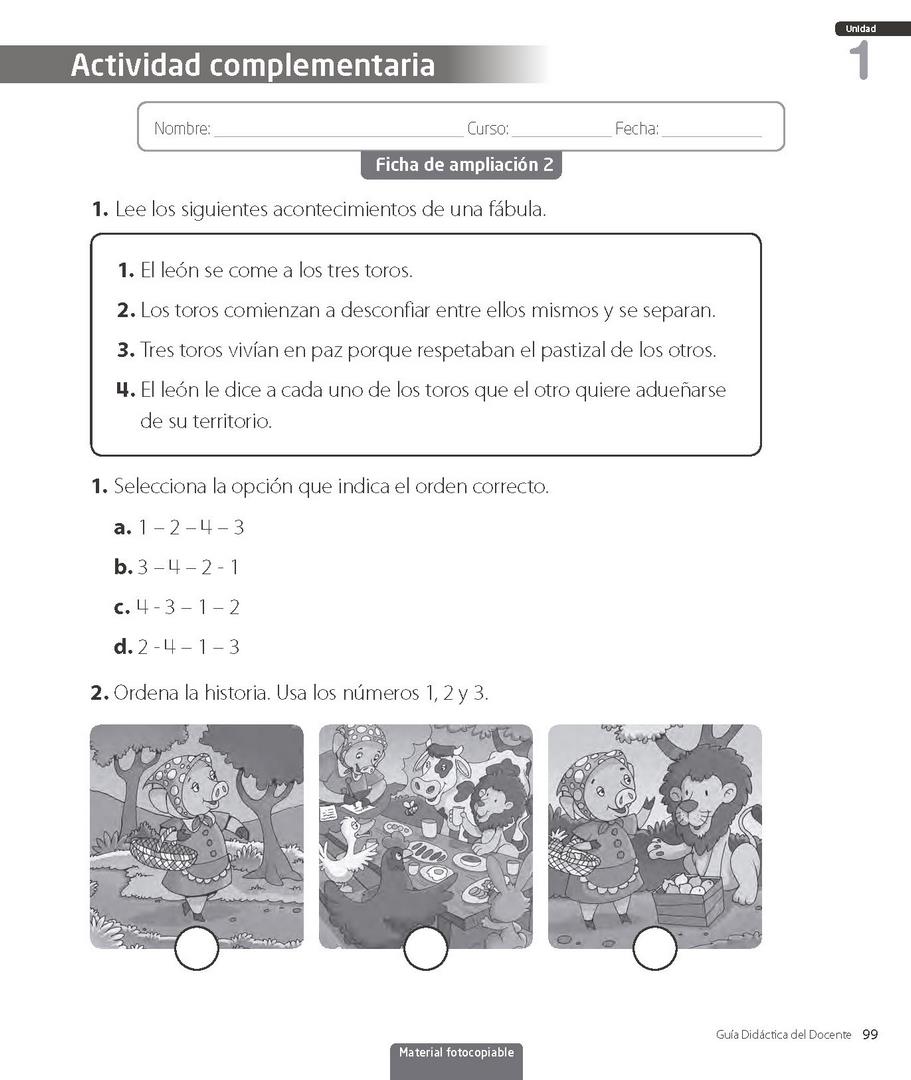 Unidad
1
Actividad complementaria
Nombre: Curso: Fecha:
Ficha de ampliación 2
1. Lee los siguientes acontecimientos de una fábula.
1. El león se come a los tres toros.
2. Los toros comienzan a desconfiar entre ellos mismos y se separan.
3. Tres toros vivían en paz porque respetaban el pastizal de los otros.
4. El león le dice a cada uno de los toros que el otro quiere adueñarse
de su territorio.
1. Selecciona la opción que indica el orden correcto.
a. 1 – 2 – 4 – 3
b. 3 – 4 – 2 - 1
c. 4 - 3 – 1 – 2
d. 2 - 4 – 1 – 3
2. Ordena la historia. Usa los números 1, 2 y 3.
Guía Didáctica del Docente 99
Material fotocopiable